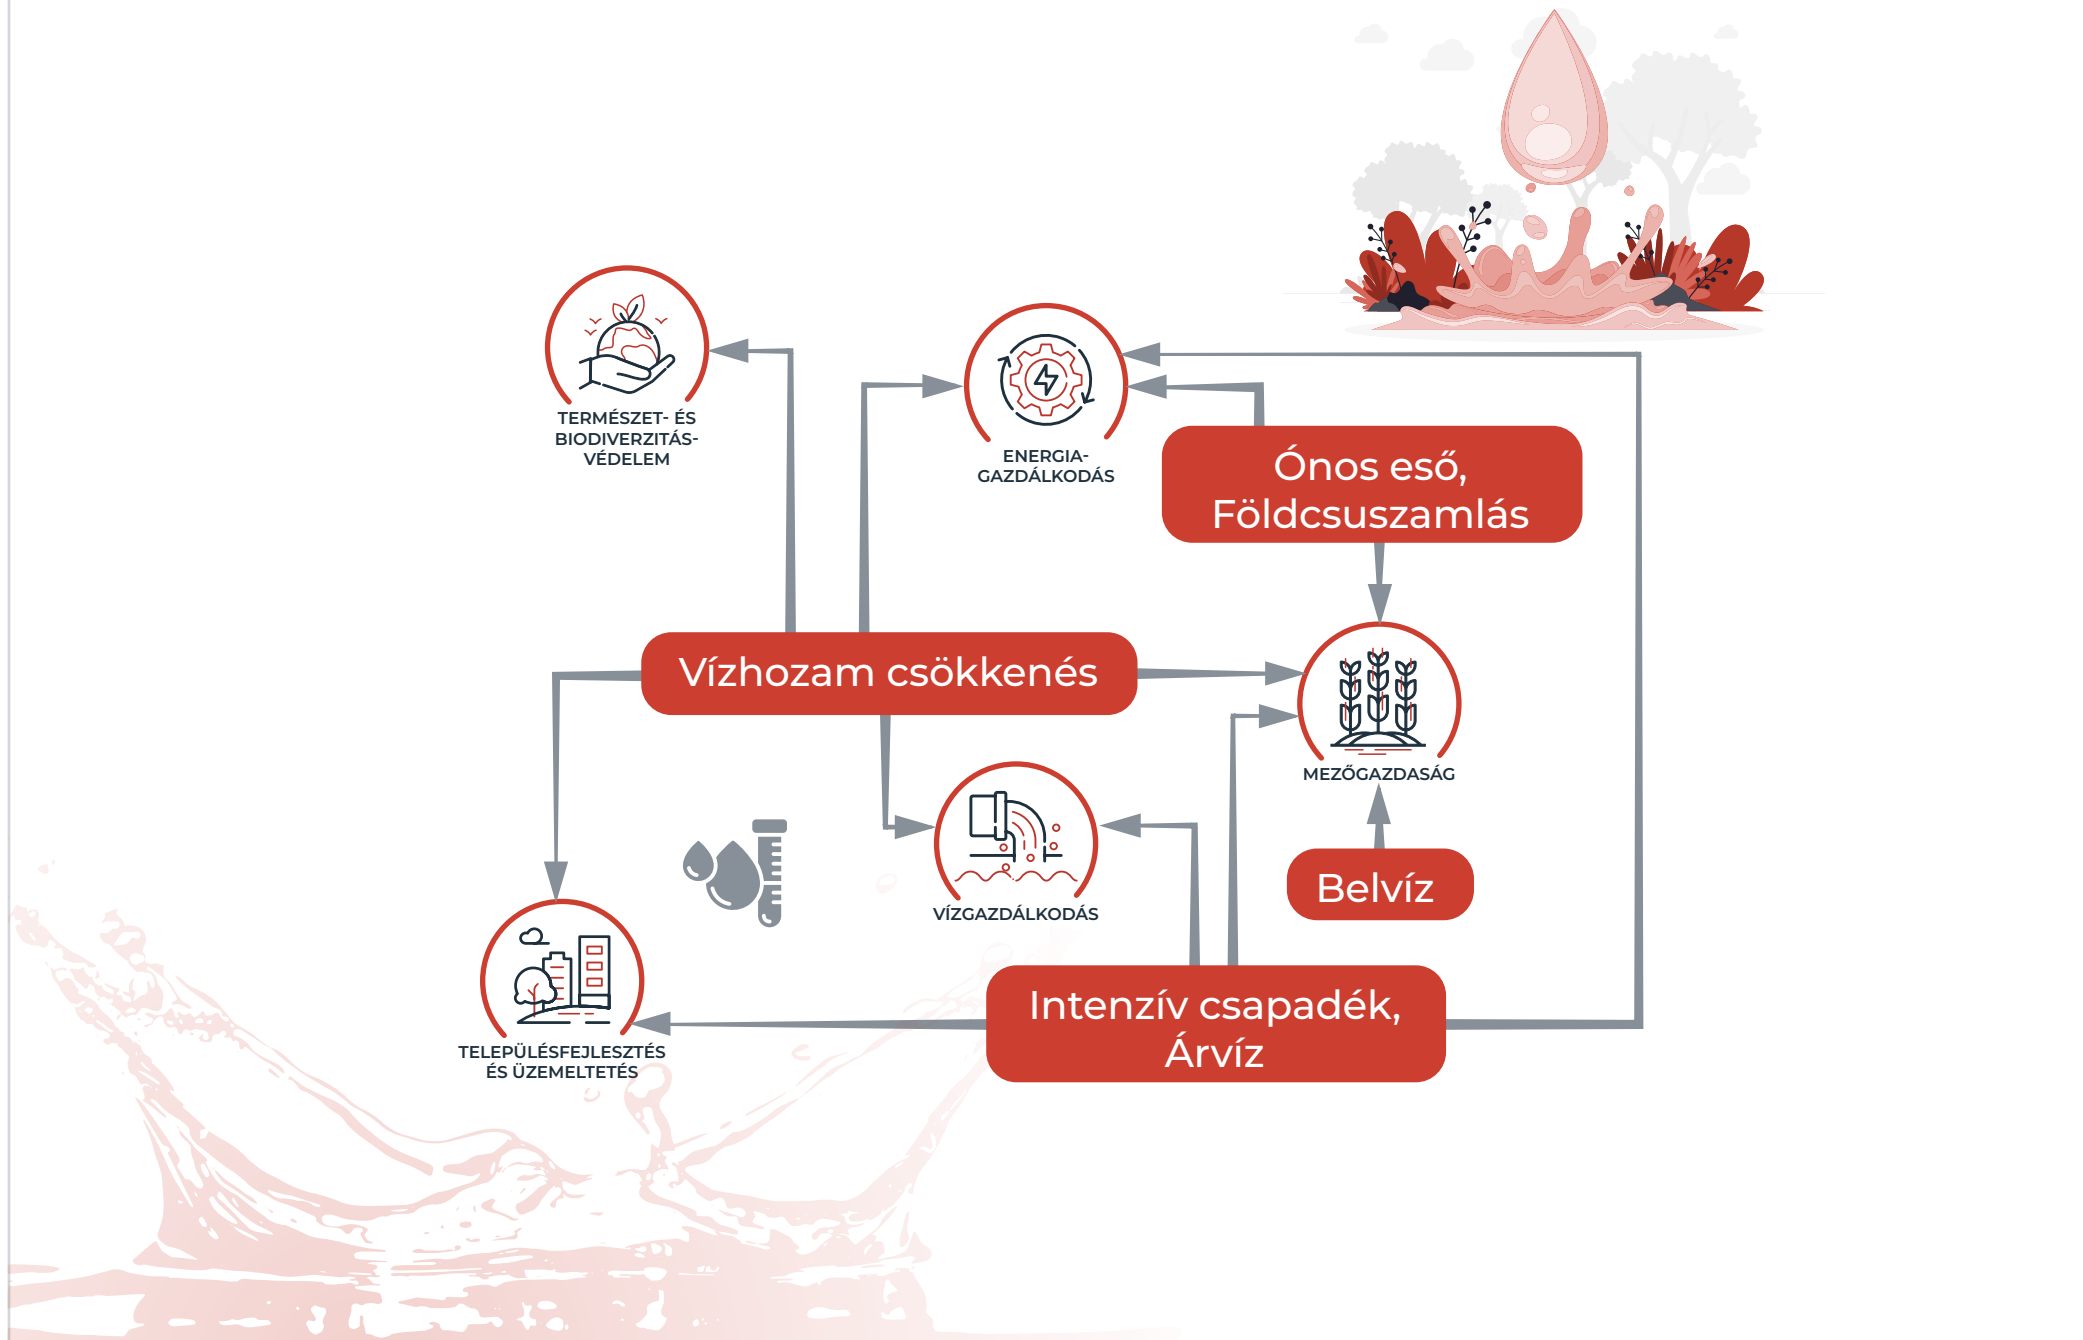 TERMÉSZET- ÉS
BIODIVERZITÁS-
VÉDELEM
ENERGIA-
GAZDÁLKODÁS
Ónos eső,
Földcsuszamlás
Vízhozam csökkenés
MEZŐGAZDASÁG
VÍZGAZDÁLKODÁS
Belvíz
Intenzív csapadék,
Árvíz
TELEPÜLÉSFEJLESZTÉS
ÉS ÜZEMELTETÉS